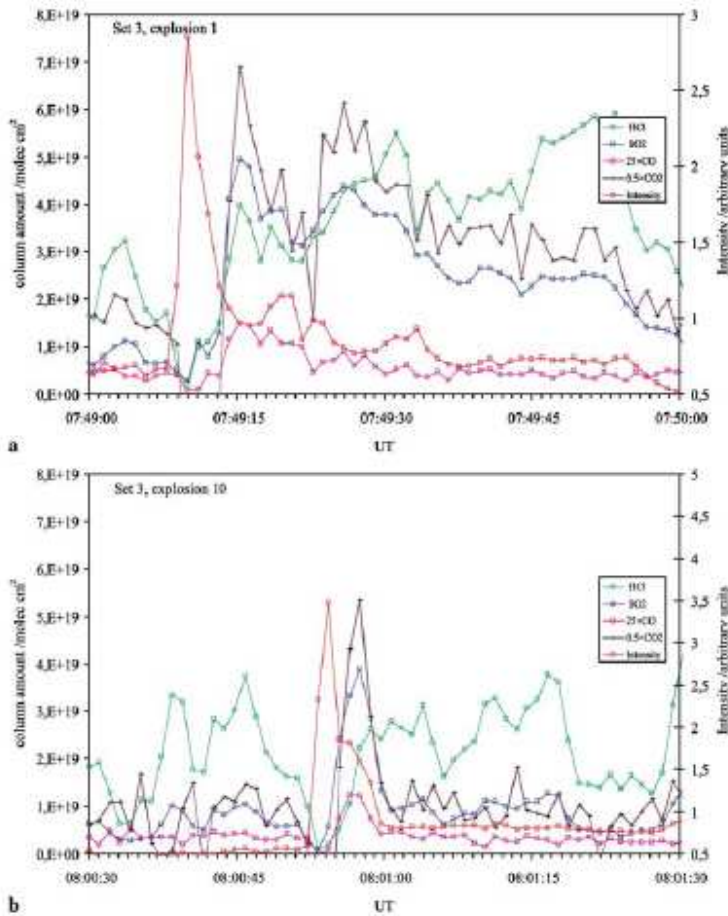 Set 3, explosion 1
8,E+19
7,E+19
6,E+19
5,E+19
4,E+19
3,E+19
2,E+19
1,E+19
0,E+00
column amount /molec cm²
3
2,5
2
1,5
1
0,5
Intensity /arbitrary units
SO2
25×CO
0.5×CO2
Intensity
07:49:00
07:49:15
07:49:30
07:49:45
07:50:00
UT
a
Set 3, explosion 10
8,E+19
7,E+19
6,E+19
5,E+19
4,E+19
3,E+19
2,E+19
1,E+19
0,E+00
column amount /molec cm²
5
4,5
4
3,5
3
2,5
2
1,5
1
0,5
Intensity /arbitrary units
SO2
25×CO
0.5×CO2
Intensity
08:00:30
08:00:45
08:01:00
08:01:15
08:01:30
UT
b